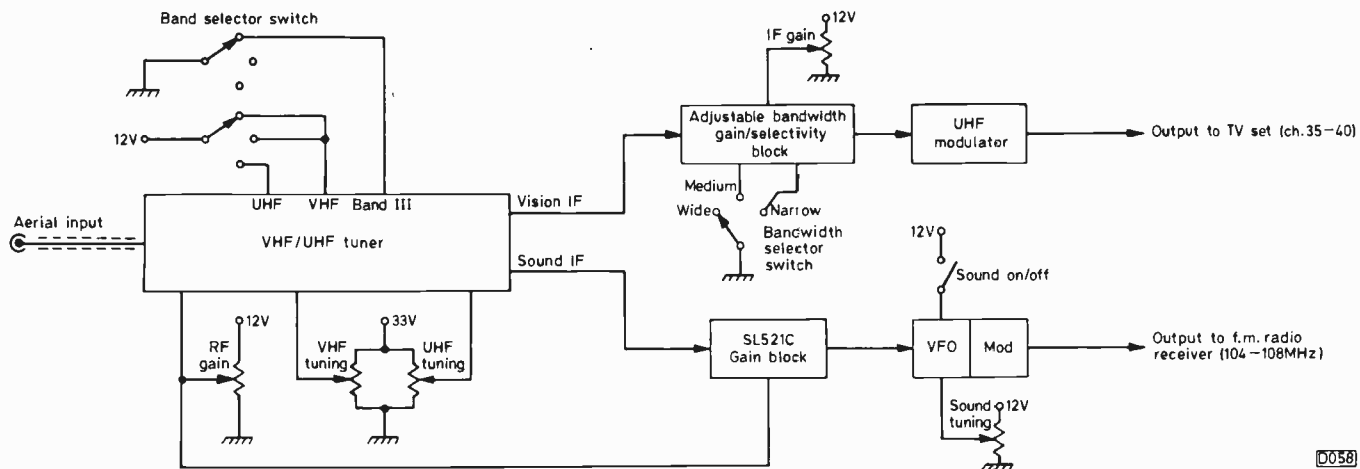 Band selector switch
12V
UHF
VHF
Band III
Aerial input
VHF/UHF tuner
Vision IF
Sound IF
12V
RF
gain
33V
VHF
tuning
UHF
tuning
12V
IF gain
Adjustable bandwidth
gain/selectivity
block
UHF
modulator
Output to TV set (ch.35-40)
Medium
Wide
Narrow
Bandwidth
selector
switch
12V
Sound on/off
SL521C
Gain block
VFO
Mod
Output to f.m. radio
receiver (104-108MHz)
Sound
tuning
12V
D058